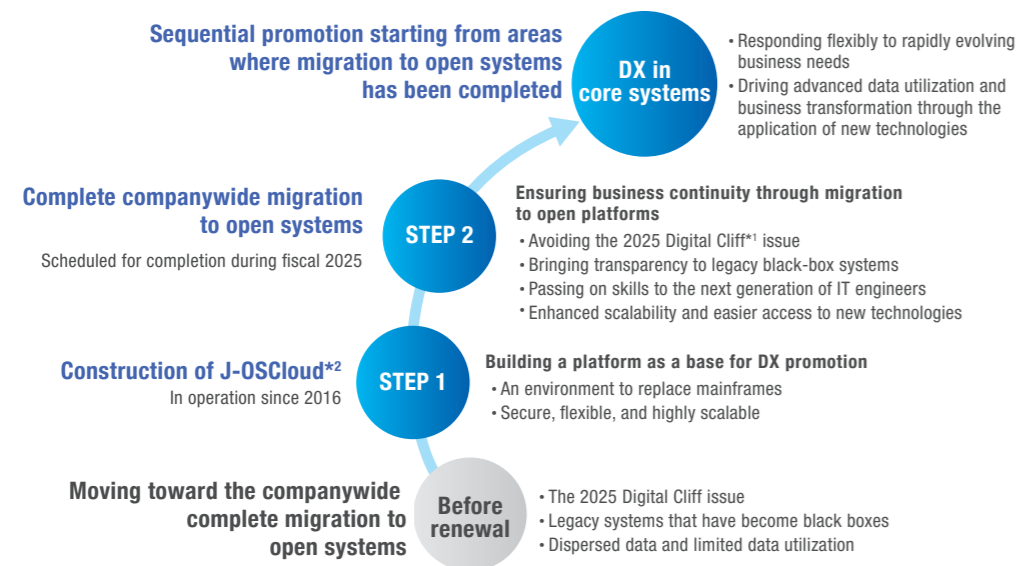 Sequential promotion starting from areas
where migration to open systems
has been completed
DX in
core systems
• Responding flexibly to rapidly evolving
business needs
• Driving advanced data utilization and
business transformation through the
application of new technologies
Complete companywide migration
to open systems
Scheduled for completion during fiscal 2025
STEP 2
Ensuring business continuity through migration
to open platforms
• Avoiding the 2025 Digital Cliff*1 issue
• Bringing transparency to legacy black-box systems
• Passing on skills to the next generation of IT engineers
• Enhanced scalability and easier access to new technologies
Construction of J-OSCloud*2
In operation since 2016
STEP 1
Building a platform as a base for DX promotion
• An environment to replace mainframes
• Secure, flexible, and highly scalable
Moving toward the companywide
complete migration to
open systems
Before
renewal
• The 2025 Digital Cliff issue
• Legacy systems that have become black boxes
• Dispersed data and limited data utilization